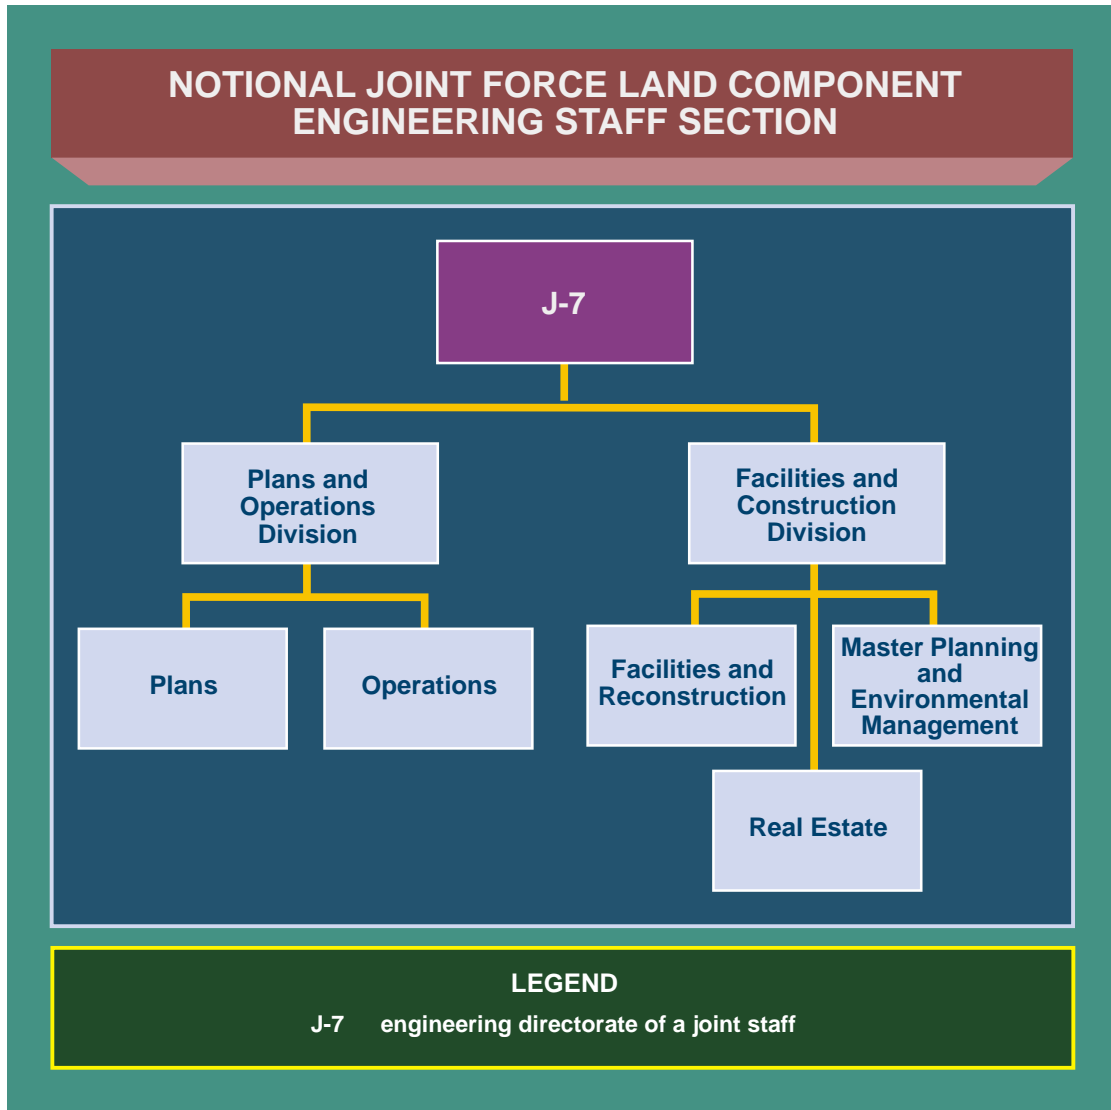 NOTIONAL JOINT FORCE LAND COMPONENT
ENGINEERING STAFF SECTION
J-7
Plans and
Operations
Division
Facilities and
Construction
Division
Plans
Operations
Facilities and
Reconstruction
Master Planning
and
Environmental
Management
Real Estate
LEGEND
J-7 engineering directorate of a joint staff